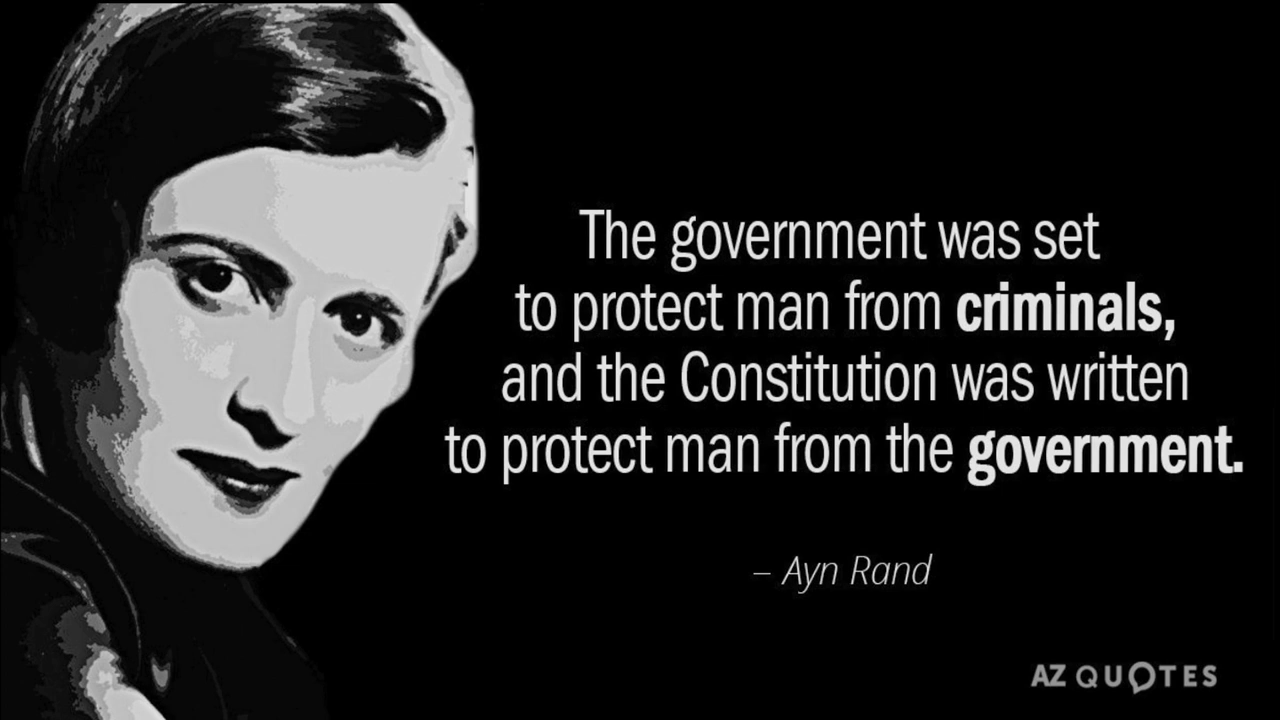 The government was set
to protect man from criminals,
and the Constitution was written
to protect man from the government.
– Ayn Rand
AZ QUOTES